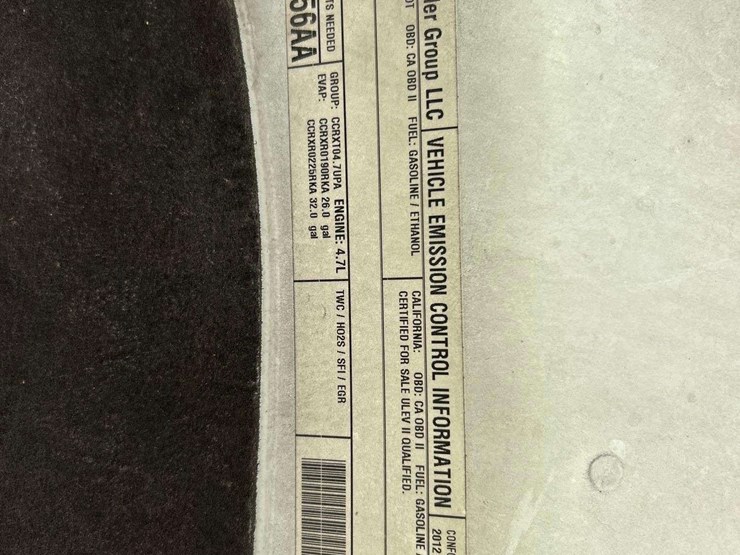 ler Group LLC VEHICLE EMISSION CONTROL INFORMATION
2012
OBD: CA OBD II FUEL: GASOLINE / ETHANOL
CALIFORNIA: OBD: CA OBD II FUEL: GASOLINE /
CERTIFIED FOR SALE ULEV II QUALIFIED.
TS NEEDED
GROUP: CCRXT04.7UPA ENGINE: 4.7L
EVAP: CCRXR0190RKA 26.0 gal
CCRXR0225RKA 32.0 gal
TWC / HO2S / SFI / EGR
56AA